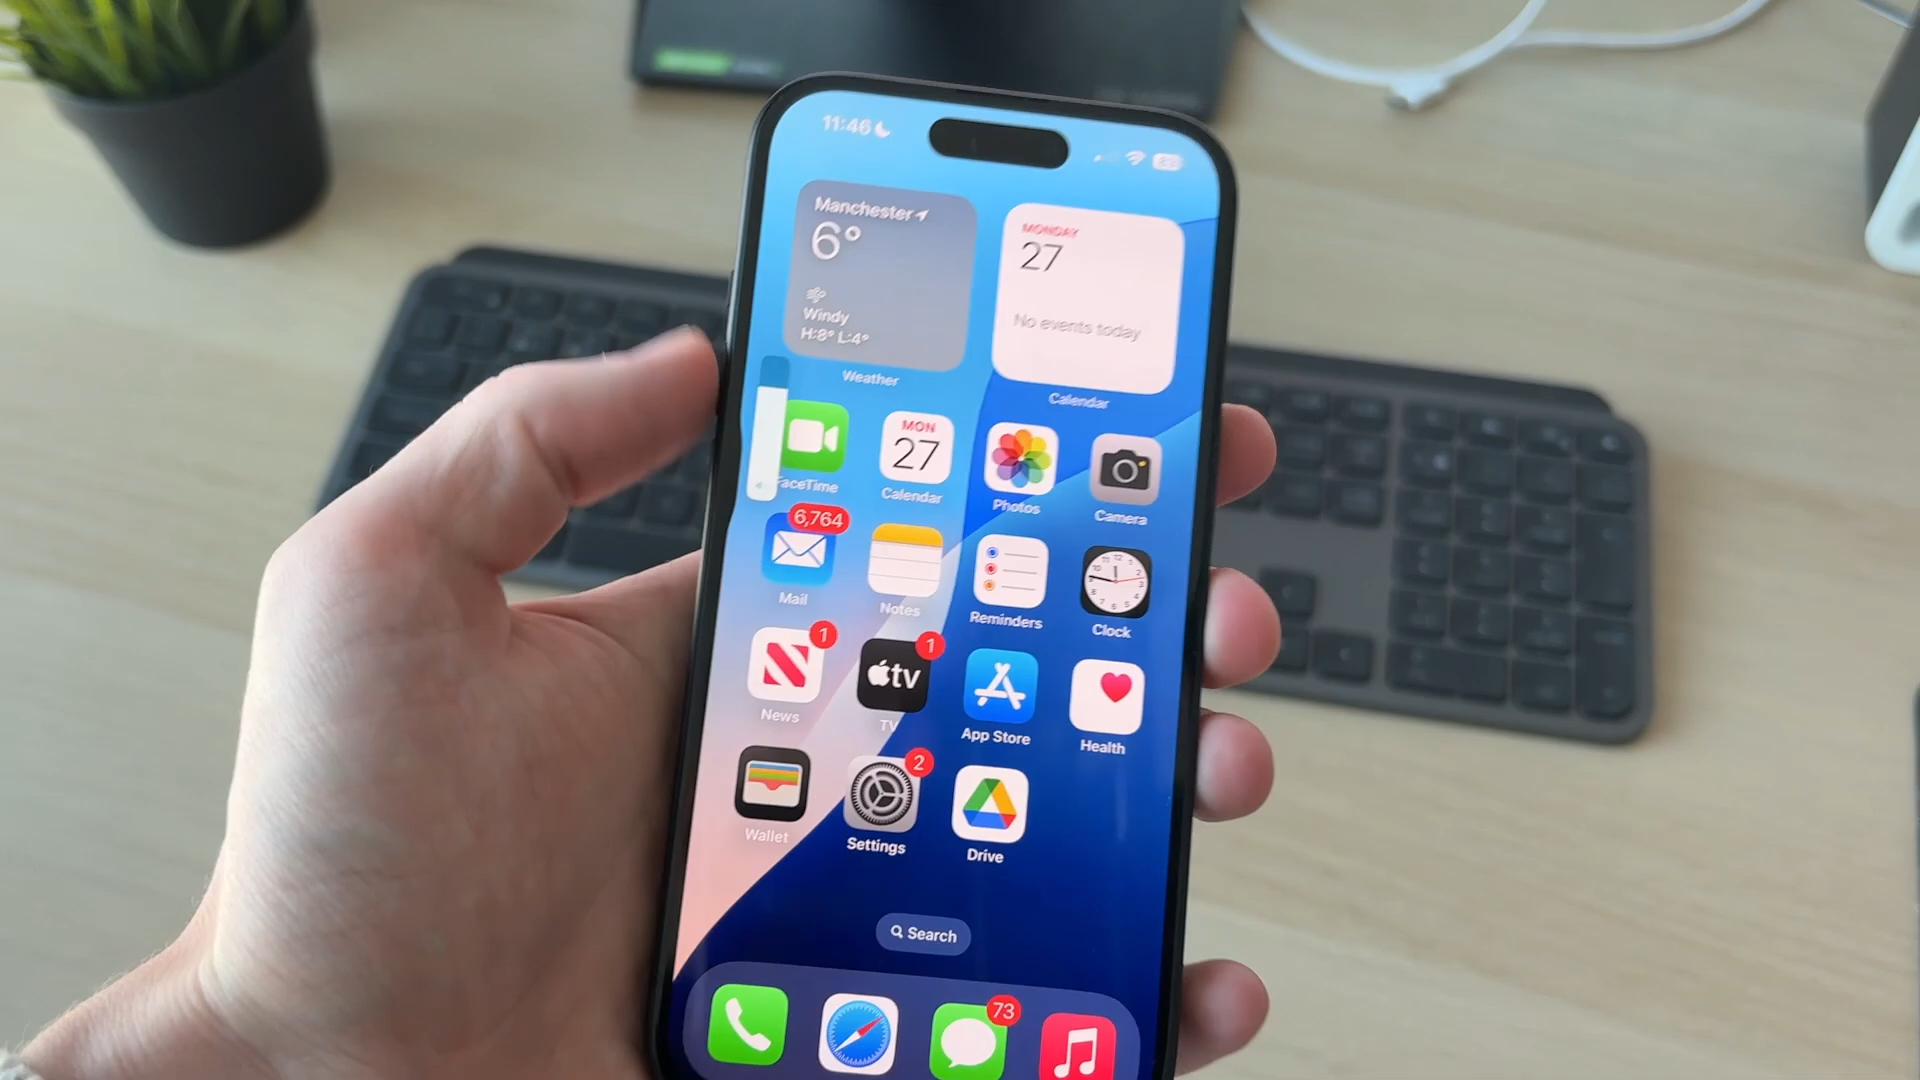 11:46
Manchester
6°
Windy
H:8° L:4°
Weather
MONDAY
27
No events today
Calendar
aceTime
MON
27
Calendar
Photos
Camera
6,764
Mail
Notes
Reminders
Clock
1
News
1
tv
TV
App Store
Health
Wallet
2
Settings
Drive
Search
73